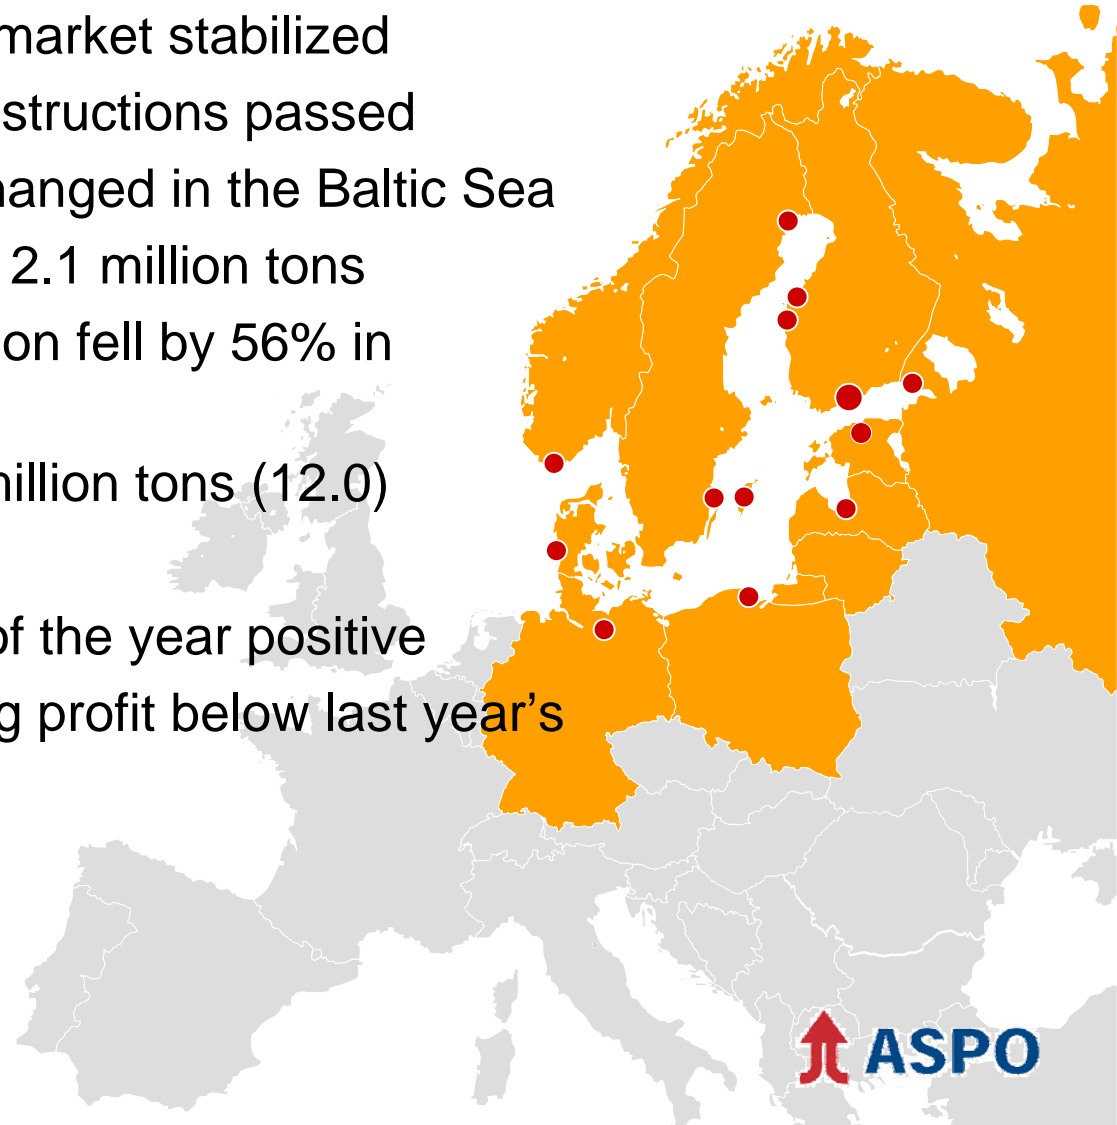 market stabilized
structions passed
hanged in the Baltic Sea
2.1 million tons
on fell by 56% in
million tons (12.0)
of the year positive
g profit below last year's
ASPO